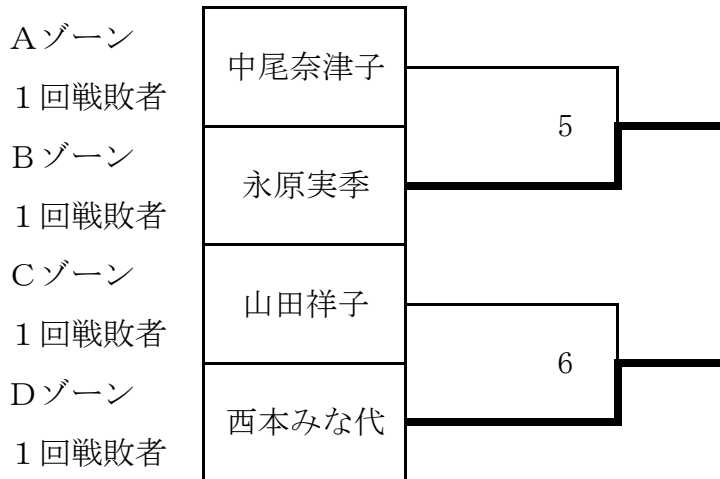 Aゾーン
１回戦敗者
中尾奈津子
5
Bゾーン
１回戦敗者
永原実季
Cゾーン
１回戦敗者
山田祥子
6
Dゾーン
１回戦敗者
西本みな代